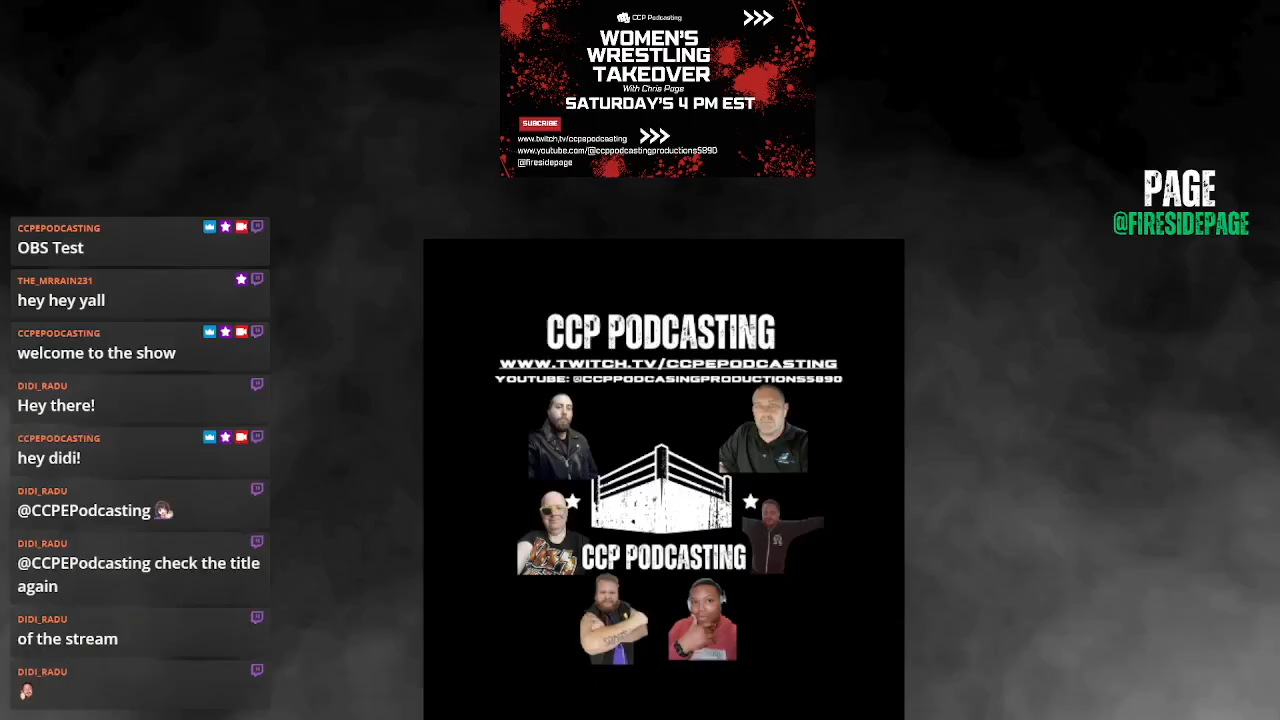 CCP Podcasting
WOMEN'S
WRESTLING
TAKEOVER
With Chris Page
SATURDAY'S 4 PM EST
SUBCRIBE
www.twitch,tv/ccpepodcasting
www.youtube.com/@ccppodcastingproductions5890
@firesidepage
PAGE
@FIRESIDEPAGE
CCPEPODCASTING
OBS Test
THE_MRRAIN231
hey hey yall
CCPEPODCASTING
welcome to the show
DIDI_RADU
Hey there!
CCPEPODCASTING
hey didi!
DIDI_RADU
@CCPEPodcasting
DIDI_RADU
@CCPEPodcasting check the title
again
DIDI_RADU
of the stream
DIDI_RADU
CCP PODCASTING
WWW.TWITCH.TV/CCPEPODCASTING
YOUTUBE: @CCPPODCASINGPRODUCTIONS5890
CCP PODCASTING